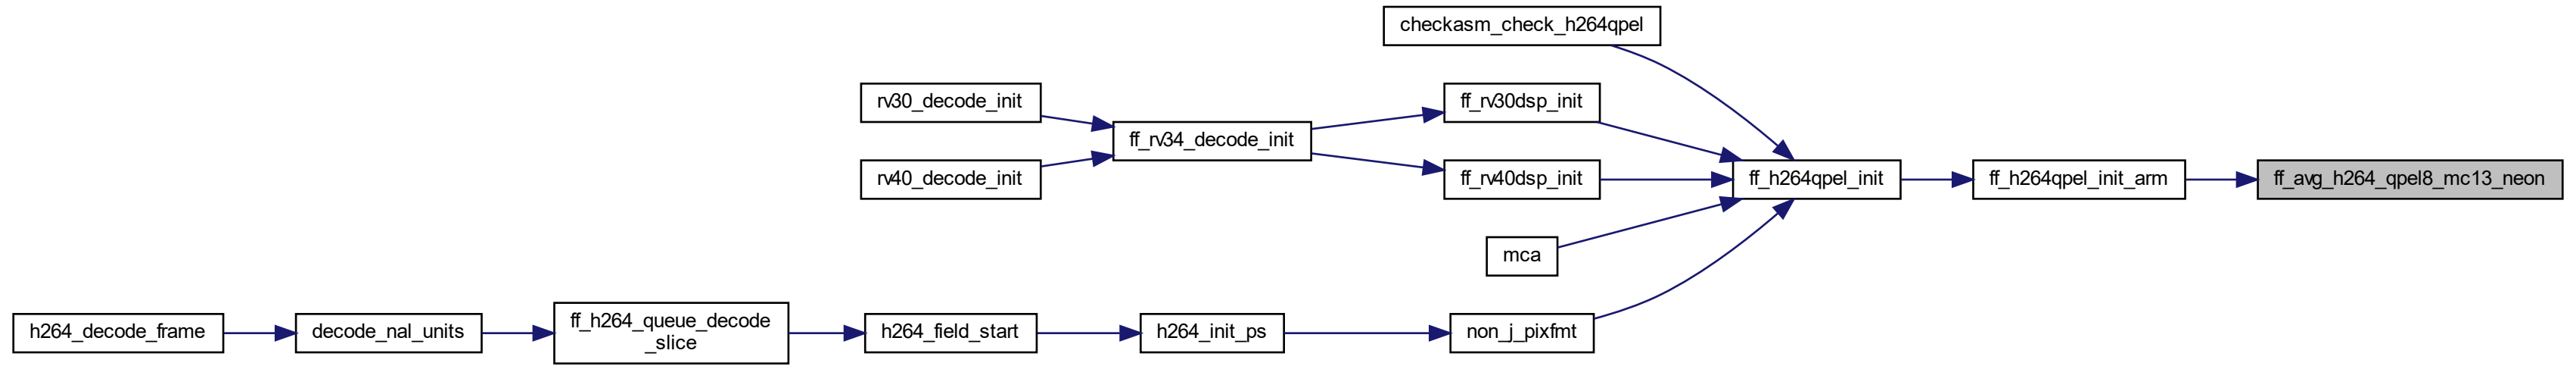 checkasm_check_h264qpel
rv30_decode_init
ff_rv30dsp_init
ff_rv34_decode_init
rv40_decode_init
ff_rv40dsp_init
ff_h264qpel_init
ff_h264qpel_init_arm
ff_avg_h264_qpel8_mc13_neon
mca
h264_decode_frame
decode_nal_units
ff_h264_queue_decode
_slice
h264_field_start
h264_init_ps
non_j_pixfmt